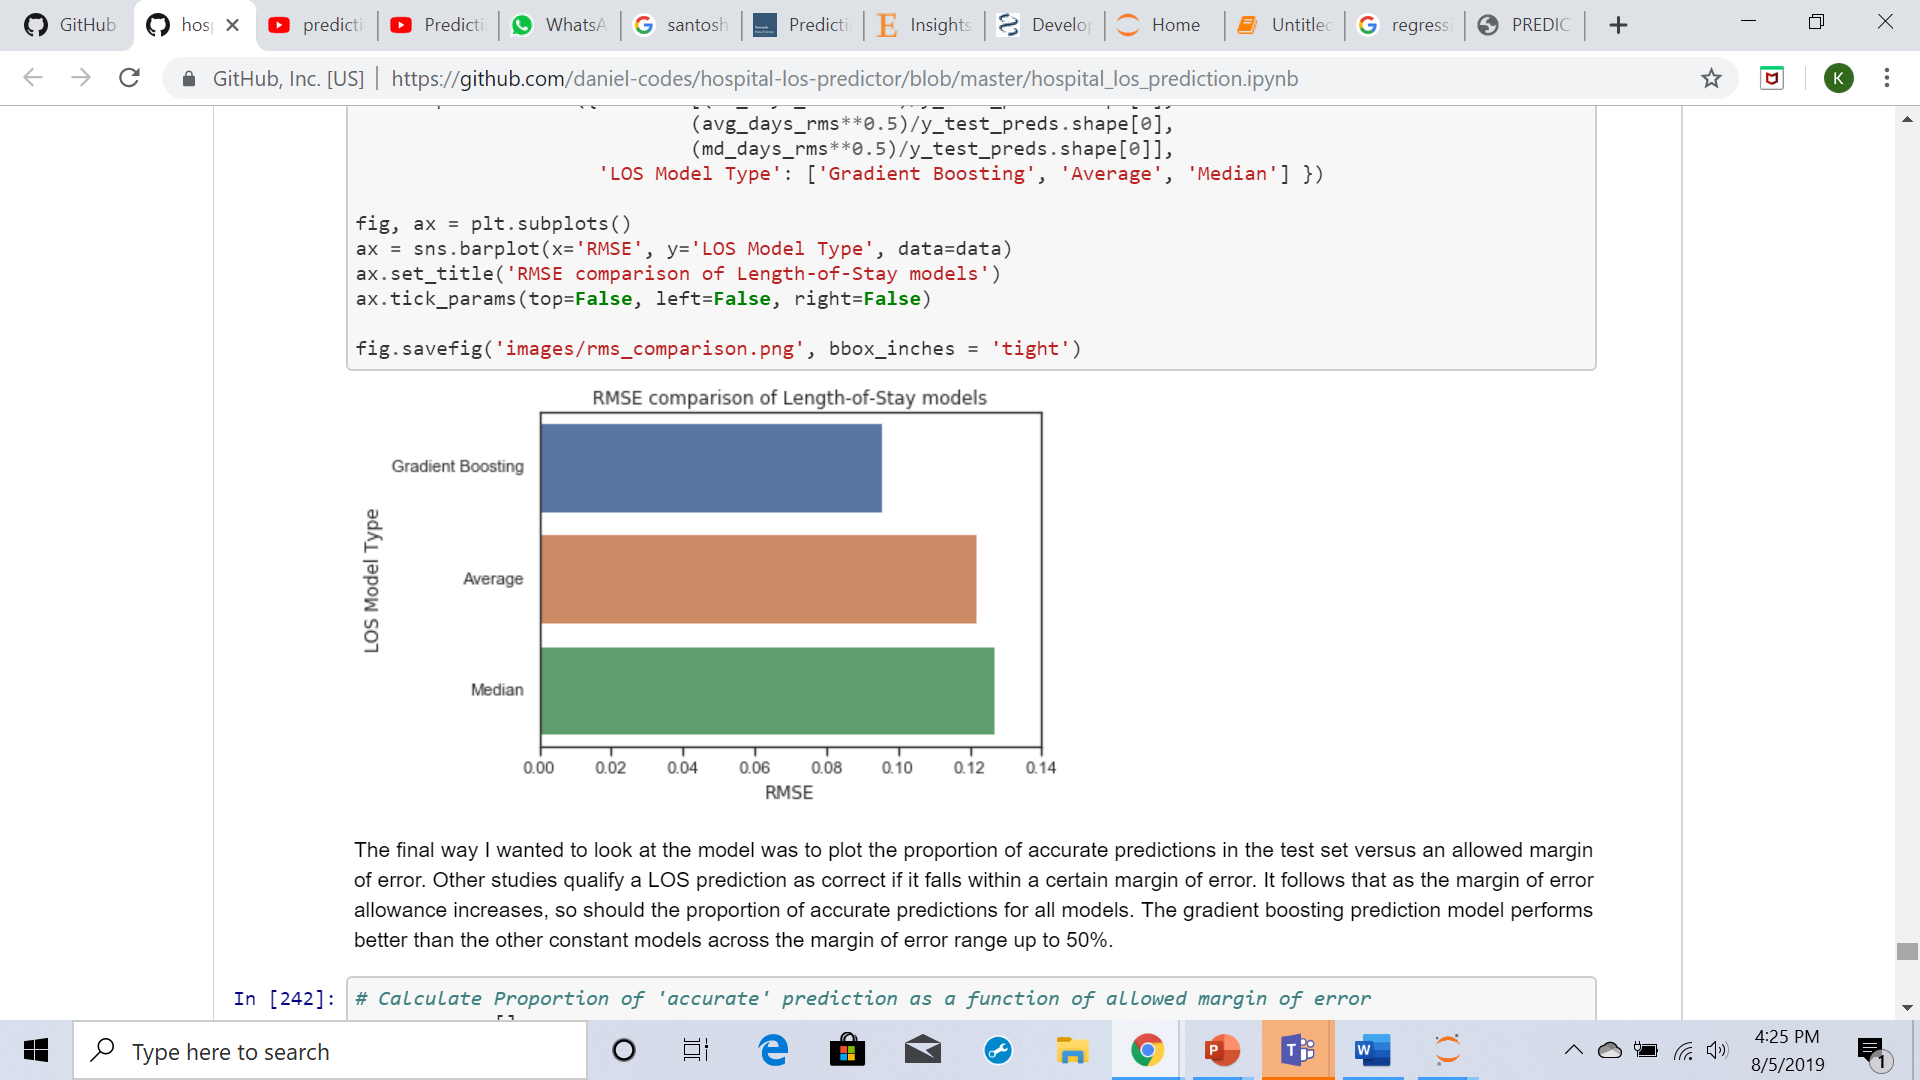 GitHub
hos
predicti
Predicti
WhatsA
santosh
Predicti
Insights
Develop
Home
Untitled
regressi
PREDIC
GitHub, Inc. [US] | https://github.com/daniel-codes/hospital-los-predictor/blob/master/hospital_los_prediction.ipynb
K
(avg_days_rms**0.5)/y_test_preds.shape[0],
(md_days_rms**0.5)/y_test_preds.shape[0]],
'LOS Model Type': ['Gradient Boosting', 'Average', 'Median'] })
fig, ax = plt.subplots()
ax = sns.barplot(x='RMSE', y='LOS Model Type', data=data)
ax.set_title('RMSE comparison of Length-of-Stay models')
ax.tick_params(top=False, left=False, right=False)
fig.savefig('images/rms_comparison.png', bbox_inches = 'tight')
RMSE comparison of Length-of-Stay models
LOS Model Type
Gradient Boosting
Average
Median
0.00 0.02 0.04 0.06 0.08 0.10 0.12 0.14
RMSE
The final way I wanted to look at the model was to plot the proportion of accurate predictions in the test set versus an allowed margin
of error. Other studies qualify a LOS prediction as correct if it falls within a certain margin of error. It follows that as the margin of error
allowance increases, so should the proportion of accurate predictions for all models. The gradient boosting prediction model performs
better than the other constant models across the margin of error range up to 50%.
In [242]: # Calculate Proportion of 'accurate' prediction as a function of allowed margin of error
Type here to search
4:25 PM
8/5/2019
1